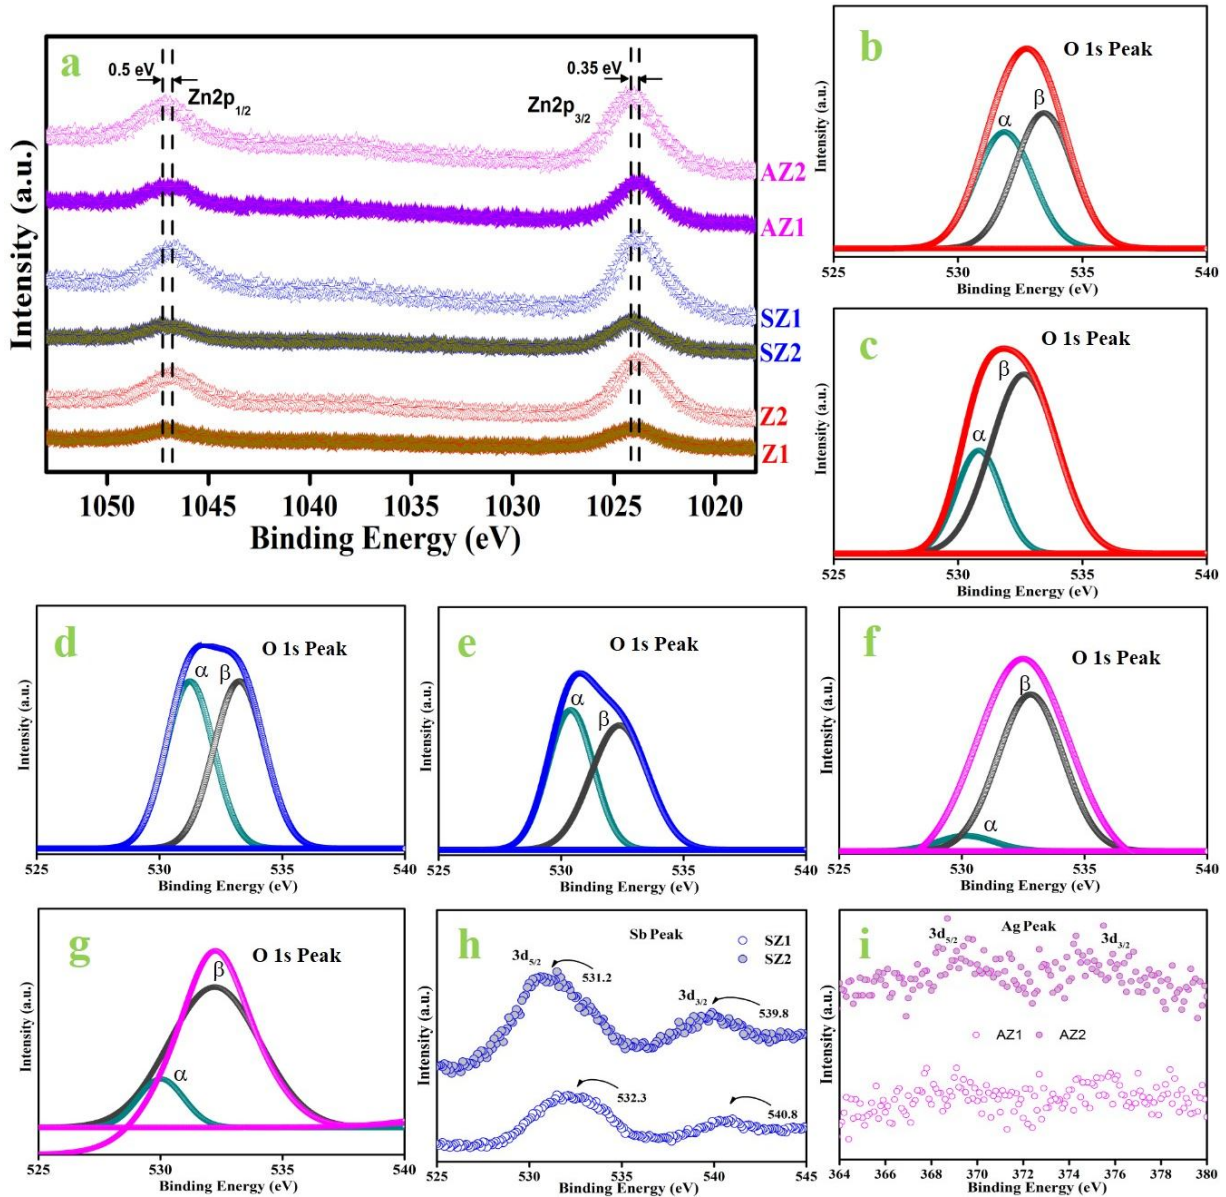 a
0.5 eV
Zn2p1/2
0.35 eV
Zn2p3/2
AZ2
AZ1
SZ1
SZ2
Z2
Z1
Intensity (a.u.)
1050 1045 1040 1035 1030 1025 1020
Binding Energy (eV)
b
O 1s Peak
α
β
Intensity (a.u.)
525 530 535 540
Binding Energy (eV)
c
O 1s Peak
β
α
Intensity (a.u.)
525 530 535 540
Binding Energy (eV)
d
O 1s Peak
α β
Intensity (a.u.)
525 530 535 540
Binding Energy (eV)
e
O 1s Peak
α
β
Intensity (a.u.)
525 530 535 540
Binding Energy (eV)
f
O 1s Peak
β
α
Intensity (a.u.)
525 530 535 540
Binding Energy (eV)
g
O 1s Peak
β
α
Intensity (a.u.)
525 530 535 540
Binding Energy (eV)
h
Sb Peak
SZ1
SZ2
3d5/2
531.2
3d3/2
539.8
532.3
540.8
Intensity (a.u.)
525 530 535 540 545
Binding Energy (eV)
i
Ag Peak
3d5/2
3d3/2
AZ1 AZ2
Intensity (a.u.)
364 366 368 370 372 374 376 378 380
Binding Energy (eV)